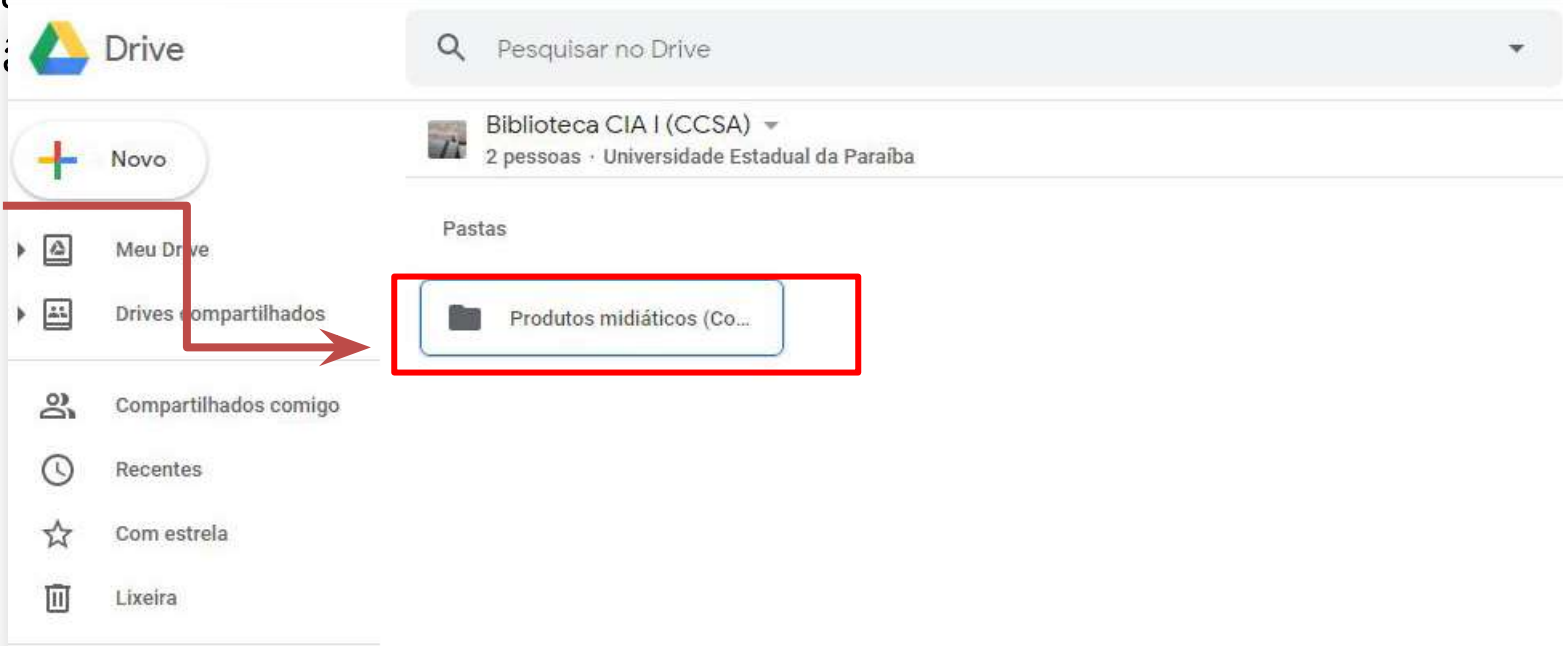 Drive
Pesquisar no Drive
Biblioteca CIA I (CCSA)
2 pessoas · Universidade Estadual da Paraíba
Novo
Pastas
Meu Drive
Produtos midiáticos (Co...
Drives compartilhados
Compartilhados comigo
Recentes
Com estrela
Lixeira